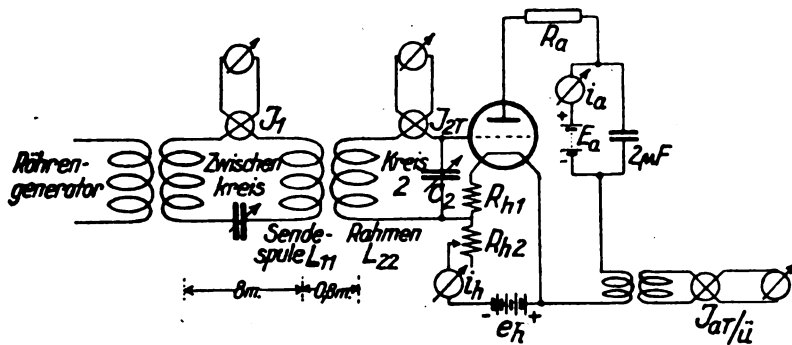 Röhren-
generator
J₁
Zwischen
kreis
Sende-
spule L₁₁
8m.
0,8m.
Rahmen
L₂₂
J₂T
Kreis
2
C₂
Rₐ
iₐ
+
Eₐ
-
2μF
Rₕ₁
Rₕ₂
iₕ
-
eₕ
+
JₐT/ü